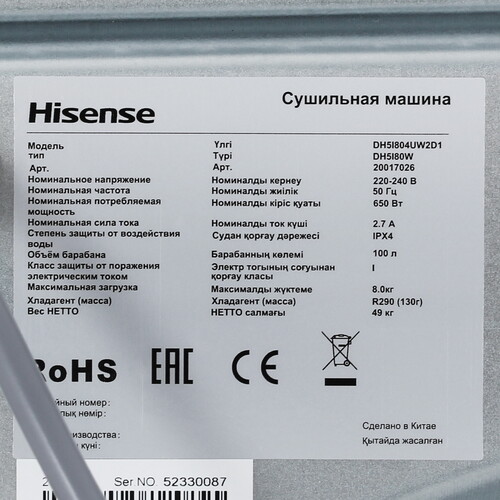 Hisense Сушильная машина
Модель Үлгі DH5I804UW2D1
тип Түрі DH5I80W
Арт. Арт. 20017026
Номинальное напряжение Номиналды кернеу 220-240 В
Номинальная частота Номиналды жиілік 50 Гц
Номинальная потребляемая Номиналды кіріс қуаты 650 Вт
мощность
Номинальная сила тока Номиналды ток күші 2.7 А
Степень защиты от воздействия Судан қорғау дәрежесі IPX4
воды
Объём барабана Барабанның көлемі 100 л
Класс защиты от поражения Электр тогының соғуынан I
электрическим током қорғау класы
Максимальная загрузка Максималды жүктеме 8.0кг
Хладагент (масса) Хладагент (масса) R290 (130г)
Вес НЕТТО НЕТТО салмағы 49 кг
RoHS EAC CE
номер:
нөмір:
Сделано в Китае
Қытайда жасалған
күні:
Ser NO. 52330087